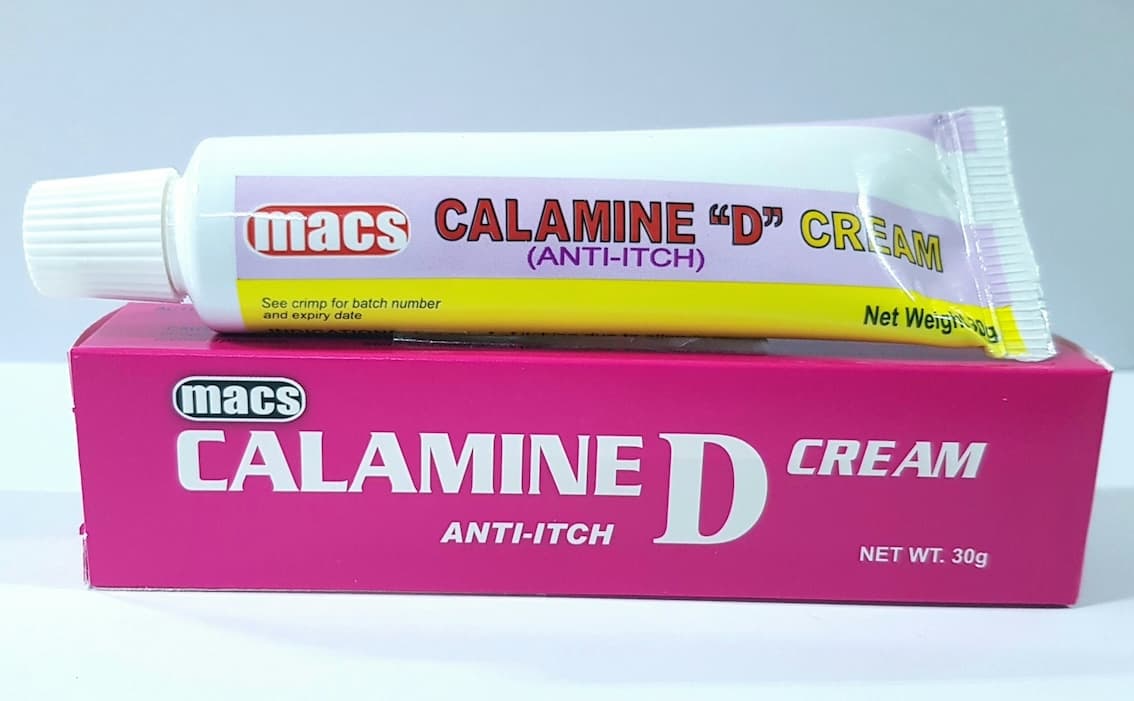 macs CALAMINE “D” CREAM
(ANTI-ITCH)
See crimp for batch number
and expiry date
Net Weight 30g
macs
CALAMINE D CREAM
ANTI-ITCH
NET WT. 30g